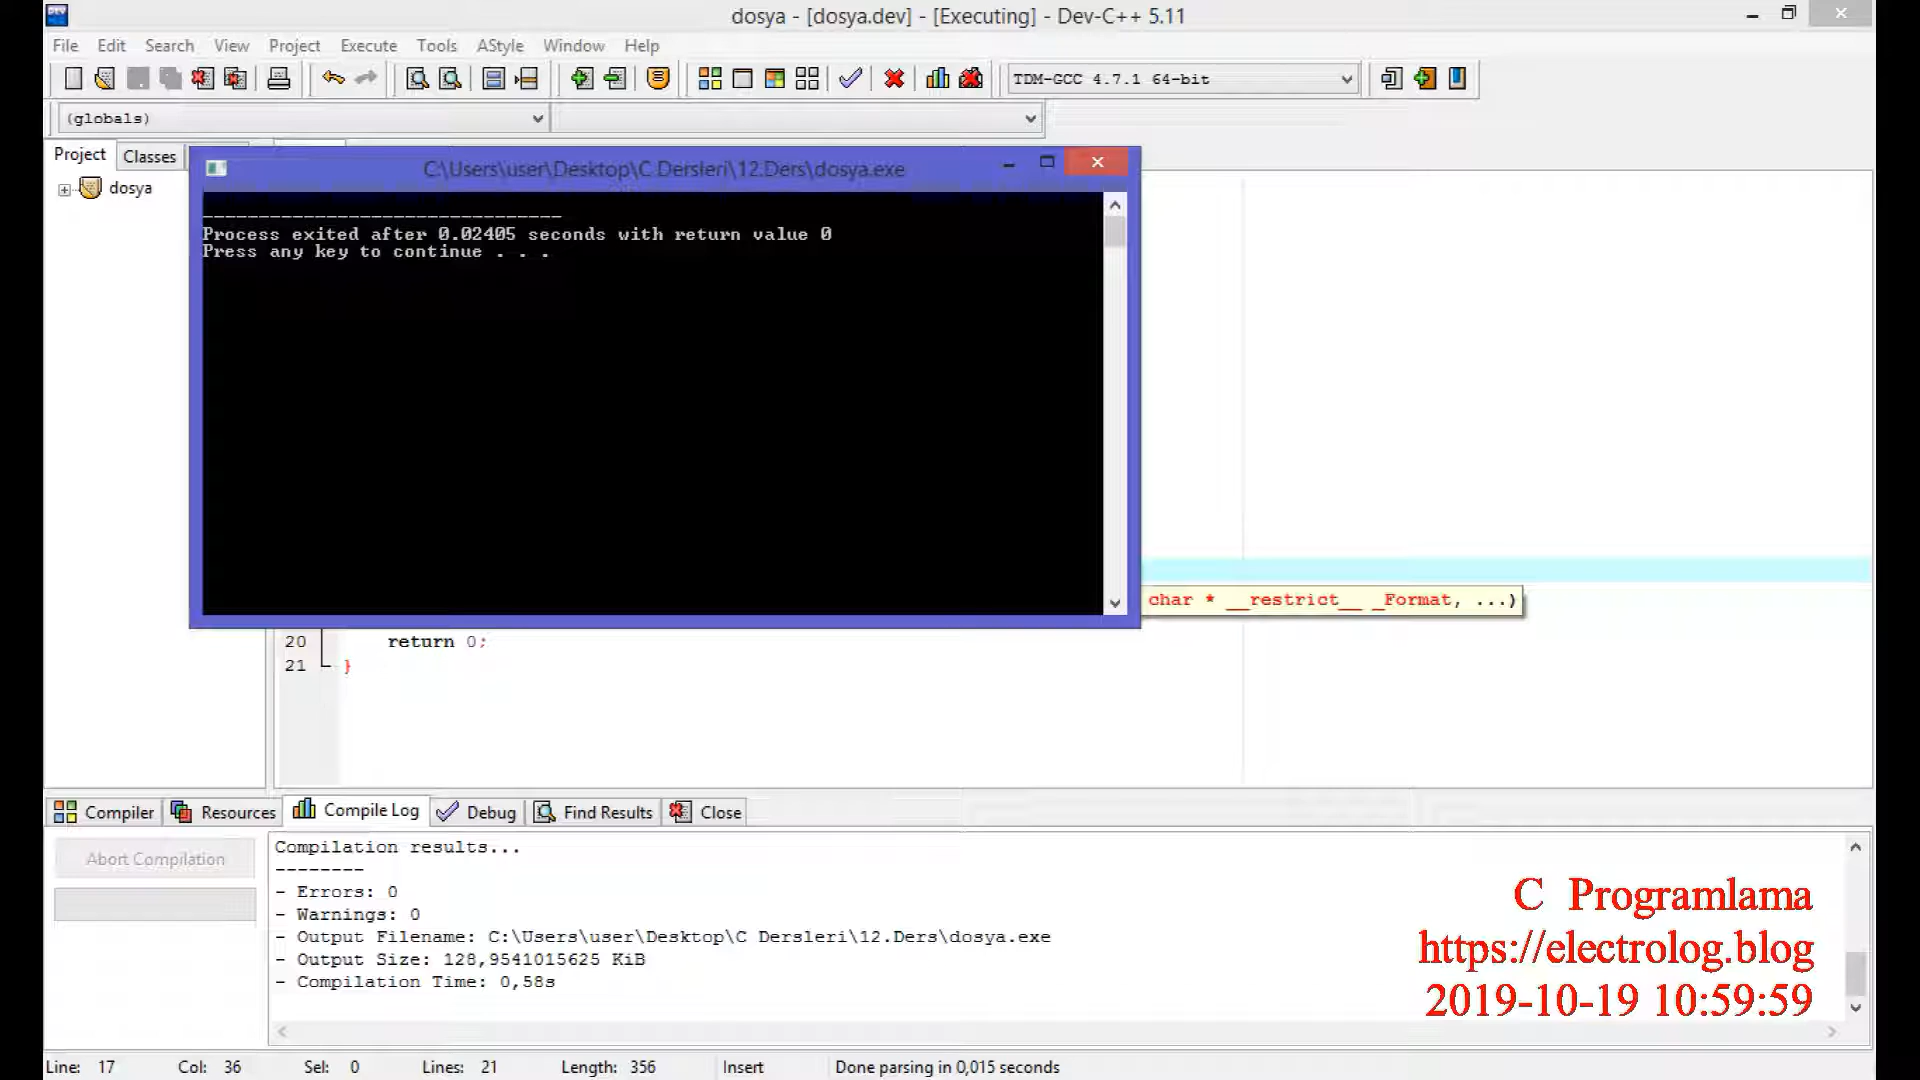 dosya - [dosya.dev] - [Executing] - Dev-C++ 5.11
File Edit Search View Project Execute Tools AStyle Window Help
TDM-GCC 4.7.1 64-bit
(globals)
Project Classes
dosya
C:\Users\user\Desktop\C Dersleri\12.Ders\dosya.exe
--------------------------------
Process exited after 0.02405 seconds with return value 0
Press any key to continue . . .
char * __restrict__ _Format, ...)
20 return 0;
21 }
Compiler Resources Compile Log Debug Find Results Close
Abort Compilation
Compilation results...
--------
- Errors: 0
- Warnings: 0
- Output Filename: C:\Users\user\Desktop\C Dersleri\12.Ders\dosya.exe
- Output Size: 128,9541015625 KiB
- Compilation Time: 0,58s
C Programlama
https://electrolog.blog
2019-10-19 10:59:59
Line: 17 Col: 36 Sel: 0 Lines: 21 Length: 356 Insert Done parsing in 0,015 seconds